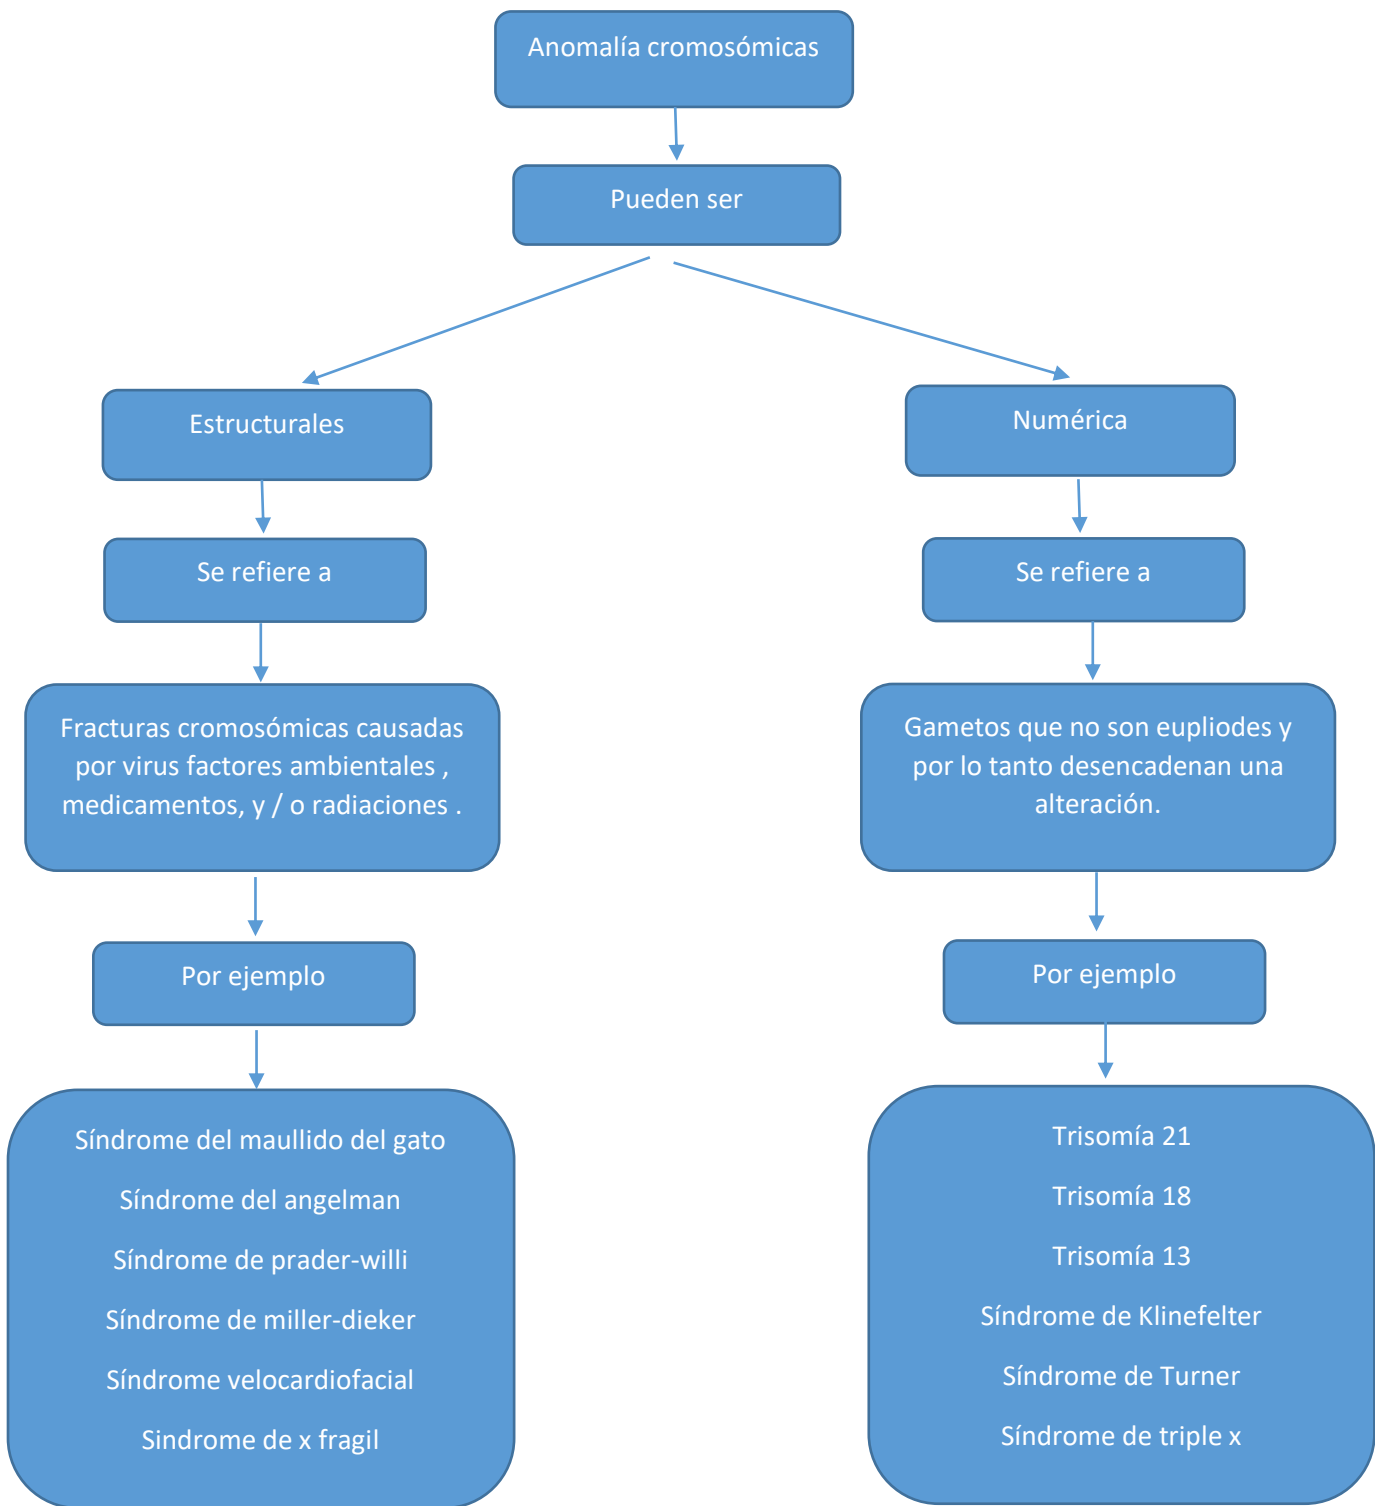 Anomalía cromosómicas
Pueden ser
Estructurales
Se refiere a
Fracturas cromosómicas causadas
por virus factores ambientales ,
medicamentos, y / o radiaciones .
Por ejemplo
Síndrome del maullido del gato
Síndrome del angelman
Síndrome de prader-willi
Síndrome de miller-dieker
Síndrome velocardiofacial
Sindrome de x fragil
Numérica
Se refiere a
Gametos que no son eupliodes y
por lo tanto desencadenan una
alteración.
Por ejemplo
Trisomía 21
Trisomía 18
Trisomía 13
Síndrome de Klinefelter
Síndrome de Turner
Síndrome de triple x